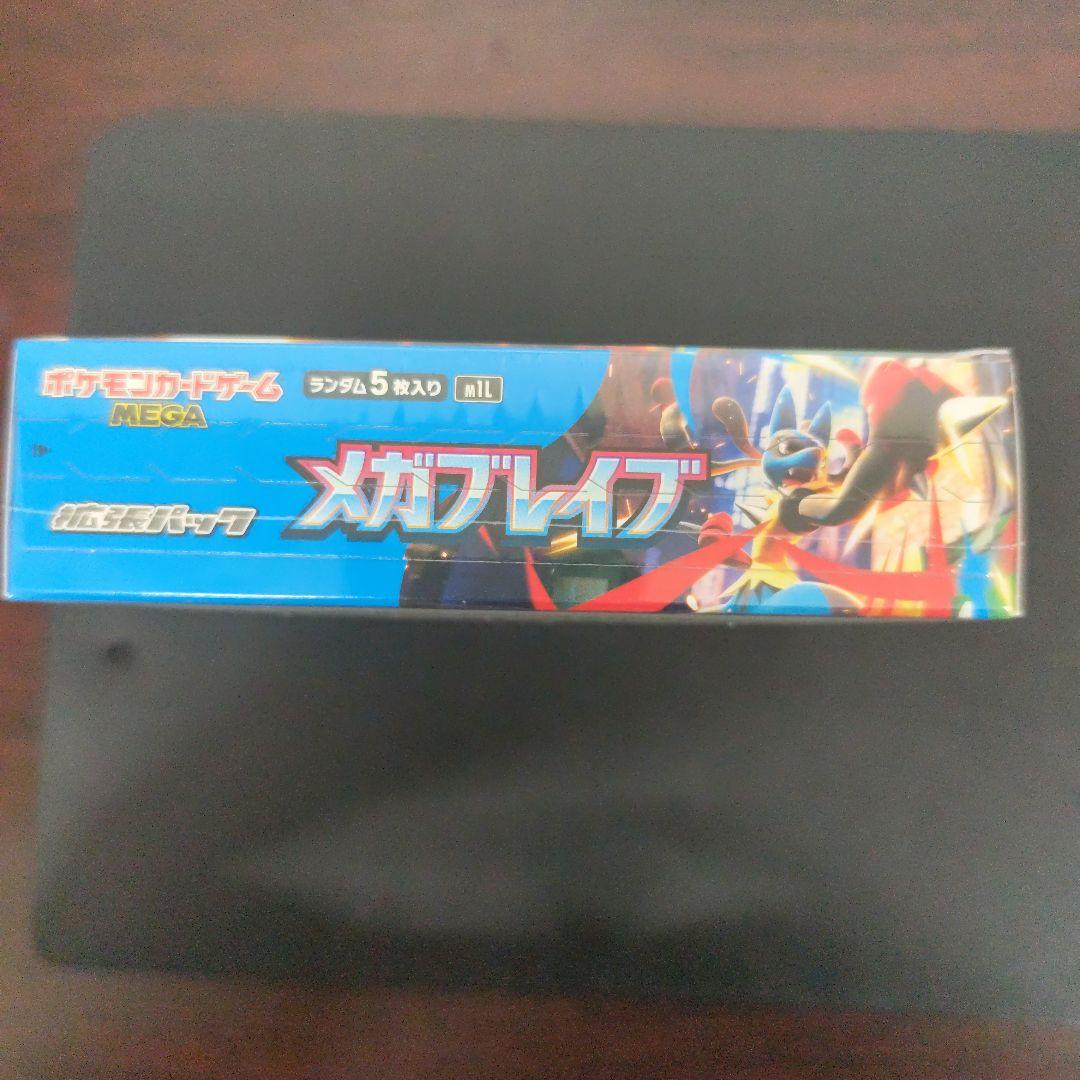 ポケモンカードゲーム
MEGA
ランダム5枚入り
M1L
拡張パック
メガブレイブ